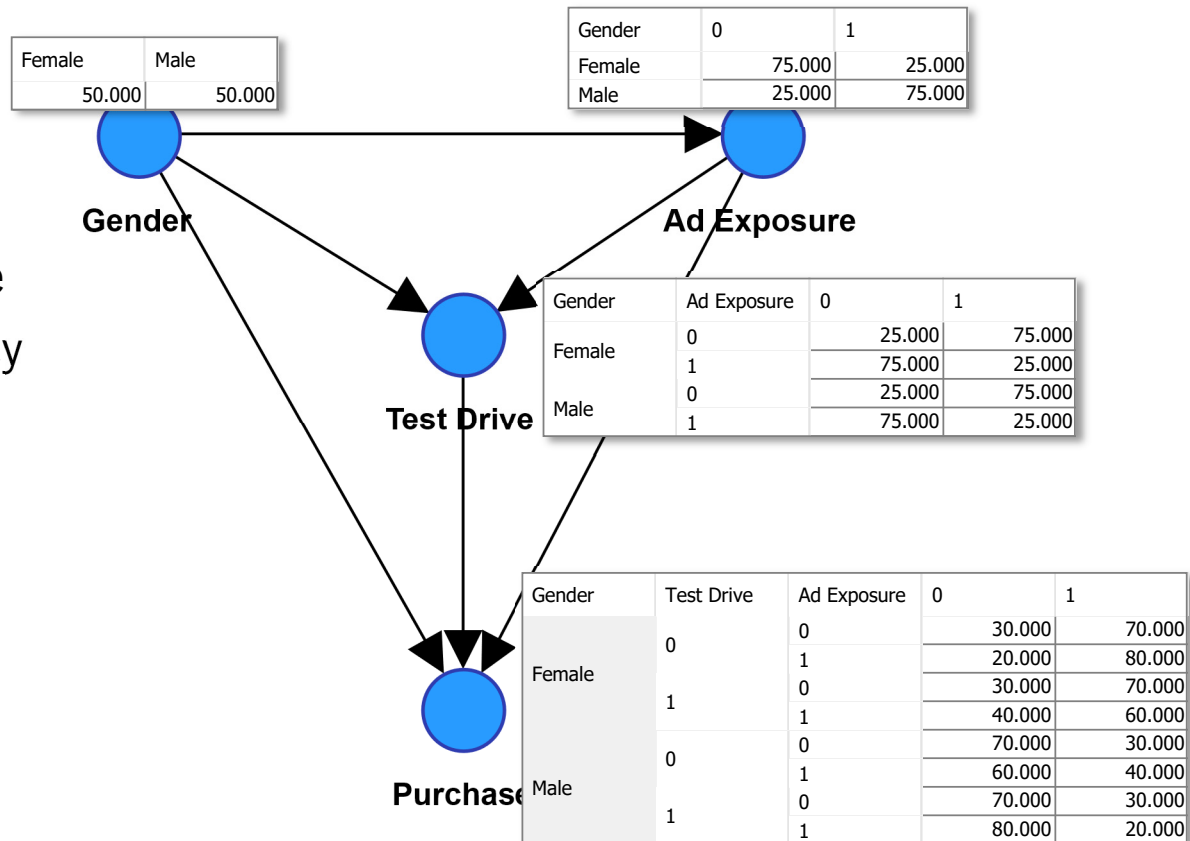 Gender 0 1
Female Male
Female 75.000 25.000
50.000 50.000
Male 25.000 75.000
Gender
Ad Exposure
e
y
Gender Ad Exposure 0 1
Female
0 25.000 75.000
1 75.000 25.000
Male
0 25.000 75.000
1 75.000 25.000
Test Drive
Gender Test Drive Ad Exposure 0 1
Female
0
0 30.000 70.000
1 20.000 80.000
1
0 30.000 70.000
1 40.000 60.000
Male
0
0 70.000 30.000
1 60.000 40.000
1
0 70.000 30.000
1 80.000 20.000
Purchase